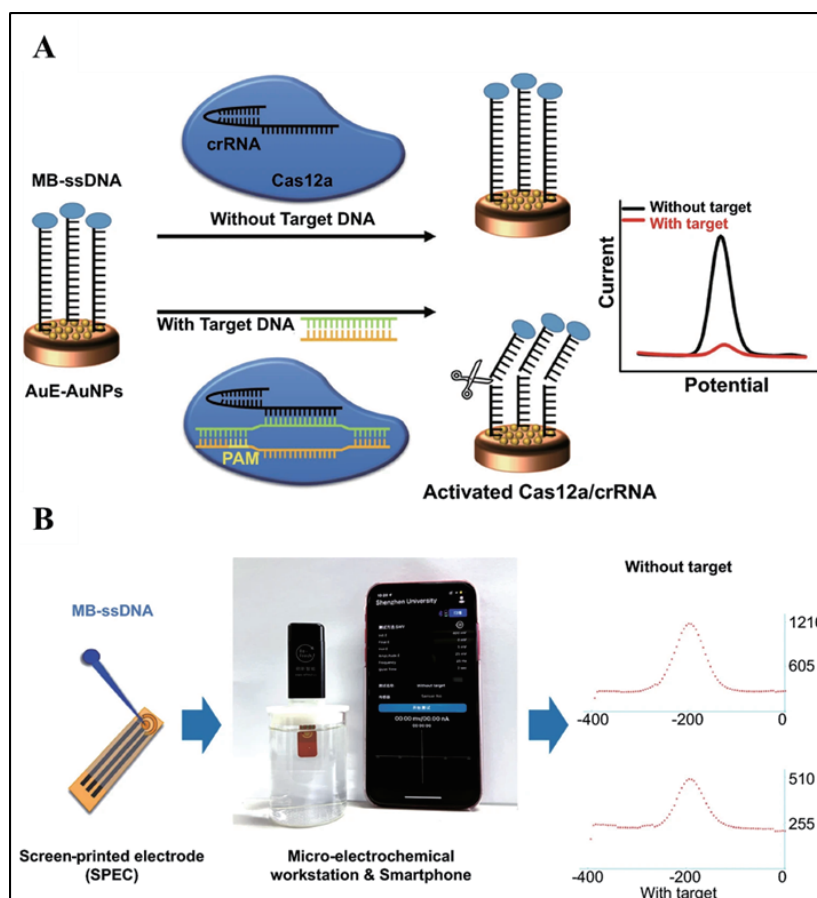 A
crRNA
Cas12a
MB-ssDNA
Without Target DNA
With Target DNA
AuE-AuNPs
PAM
Without target
With target
Current
Potential
Activated Cas12a/crRNA
B
MB-ssDNA
Shenzhen University
Without target
Screen-printed electrode
(SPEC)
Micro-electrochemical
workstation & Smartphone
Without target
1210
605
-400
-200
0
510
255
-400
-200
0
With target